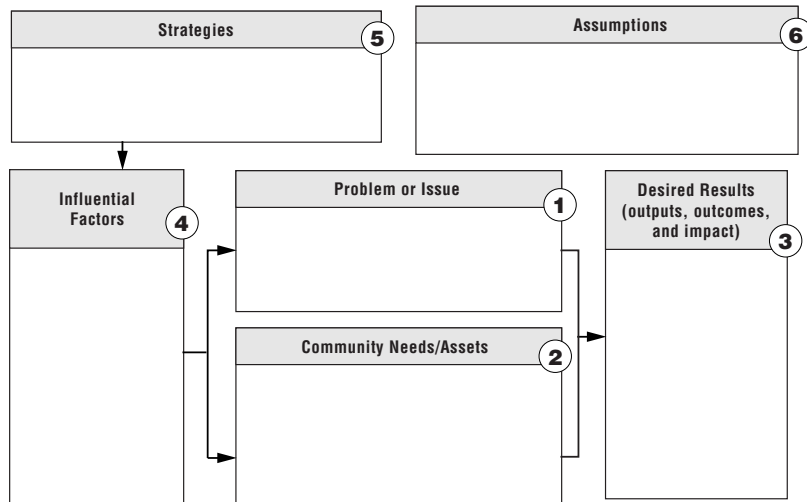 Strategies
5
Assumptions
6
Influential
Factors
4
Problem or Issue
1
Community Needs/Assets
2
Desired Results
(outputs, outcomes,
and impact)
3